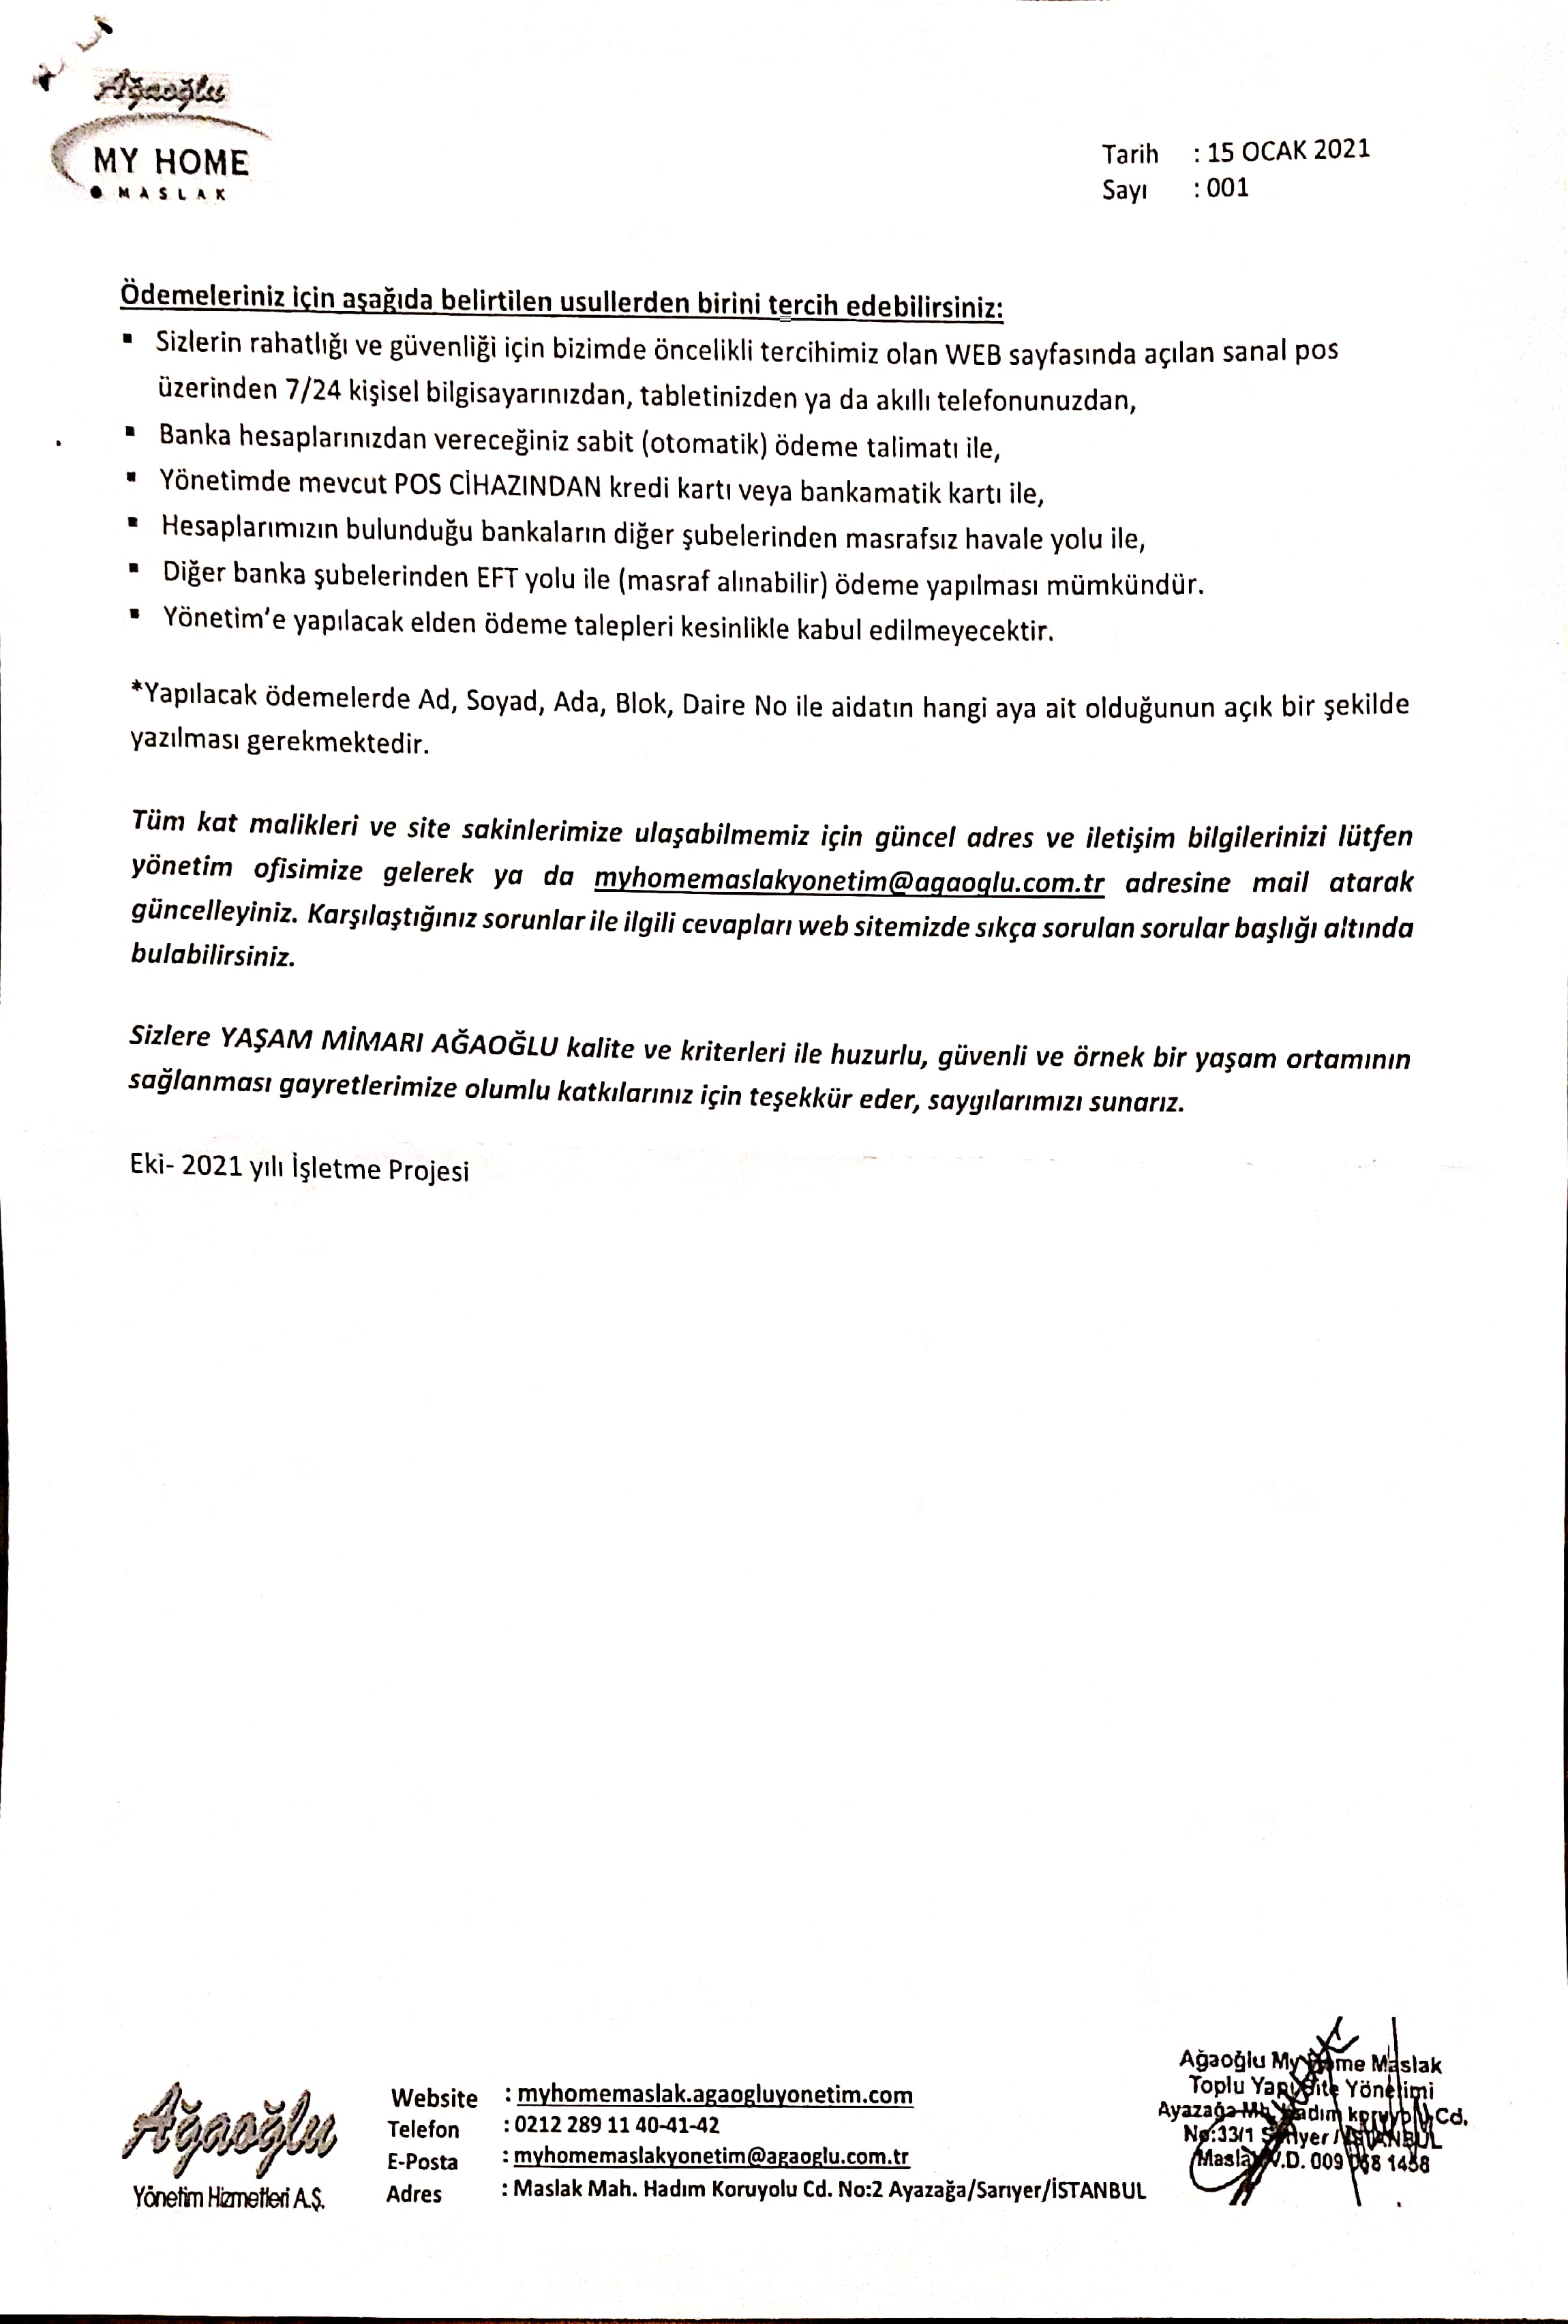 Ağaoğlu
MY HOME
MASLAK
Tarih : 15 OCAK 2021
Sayı : 001
Ödemeleriniz için aşağıda belirtilen usullerden birini tercih edebilirsiniz:
▪ Sizlerin rahatlığı ve güvenliği için bizimde öncelikli tercihimiz olan WEB sayfasında açılan sanal pos
üzerinden 7/24 kişisel bilgisayarınızdan, tabletinizden ya da akıllı telefonunuzdan,
▪ Banka hesaplarınızdan vereceğiniz sabit (otomatik) ödeme talimatı ile,
▪ Yönetimde mevcut POS CİHAZINDAN kredi kartı veya bankamatik kartı ile,
▪ Hesaplarımızın bulunduğu bankaların diğer şubelerinden masrafsız havale yolu ile,
▪ Diğer banka şubelerinden EFT yolu ile (masraf alınabilir) ödeme yapılması mümkündür.
▪ Yönetim'e yapılacak elden ödeme talepleri kesinlikle kabul edilmeyecektir.
*Yapılacak ödemelerde Ad, Soyad, Ada, Blok, Daire No ile aidatın hangi aya ait olduğunun açık bir şekilde
yazılması gerekmektedir.
Tüm kat malikleri ve site sakinlerimize ulaşabilmemiz için güncel adres ve iletişim bilgilerinizi lütfen
yönetim ofisimize gelerek ya da myhomemaslakyonetim@agaoglu.com.tr adresine mail atarak
güncelleyiniz. Karşılaştığınız sorunlar ile ilgili cevapları web sitemizde sıkça sorulan sorular başlığı altında
bulabilirsiniz.
Sizlere YAŞAM MİMARI AĞAOĞLU kalite ve kriterleri ile huzurlu, güvenli ve örnek bir yaşam ortamının
sağlanması gayretlerimize olumlu katkılarınız için teşekkür eder, saygılarımızı sunarız.
Eki- 2021 yılı İşletme Projesi
Ağaoğlu
Yönetim Hizmetleri A.Ş.
Website : myhomemaslak.agaogluyonetim.com
Telefon : 0212 289 11 40-41-42
E-Posta : myhomemaslakyonetim@agaoglu.com.tr
Adres : Maslak Mah. Hadım Koruyolu Cd. No:2 Ayazağa/Sarıyer/İSTANBUL
Ağaoğlu My Home Maslak
Toplu Yapı Site Yönetimi
Ayazağa Mh. Hadım koruyolu Cd.
No:33/1 Sarıyer / İSTANBUL
Maslak V.D. 009 1458